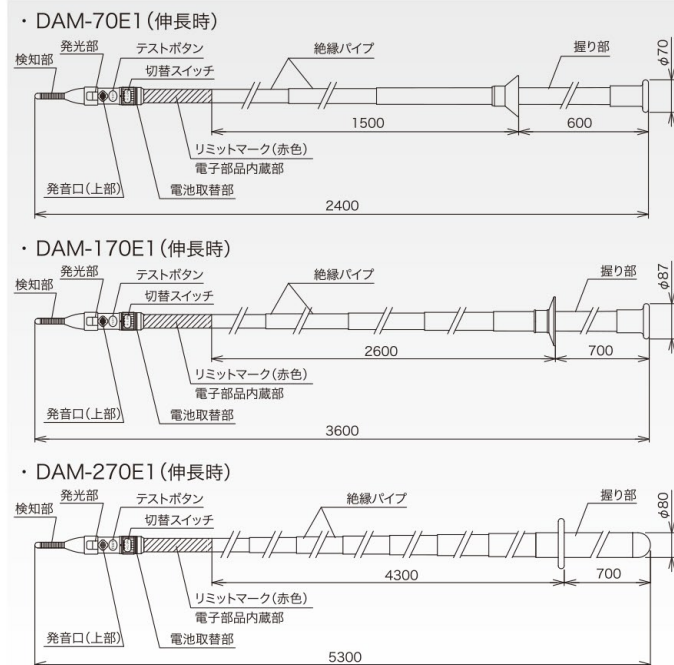 ・DAM-70E1（伸長時）
検知部
発光部
テストボタン
切替スイッチ
絶縁パイプ
握り部
φ70
1500
600
リミットマーク（赤色）
電子部品内蔵部
発音口（上部）
電池取替部
2400
・DAM-170E1（伸長時）
検知部
発光部
テストボタン
切替スイッチ
絶縁パイプ
握り部
φ87
2600
700
リミットマーク（赤色）
電子部品内蔵部
発音口（上部）
電池取替部
3600
・DAM-270E1（伸長時）
検知部
発光部
テストボタン
切替スイッチ
絶縁パイプ
握り部
φ80
4300
700
リミットマーク（赤色）
電子部品内蔵部
発音口（上部）
電池取替部
5300